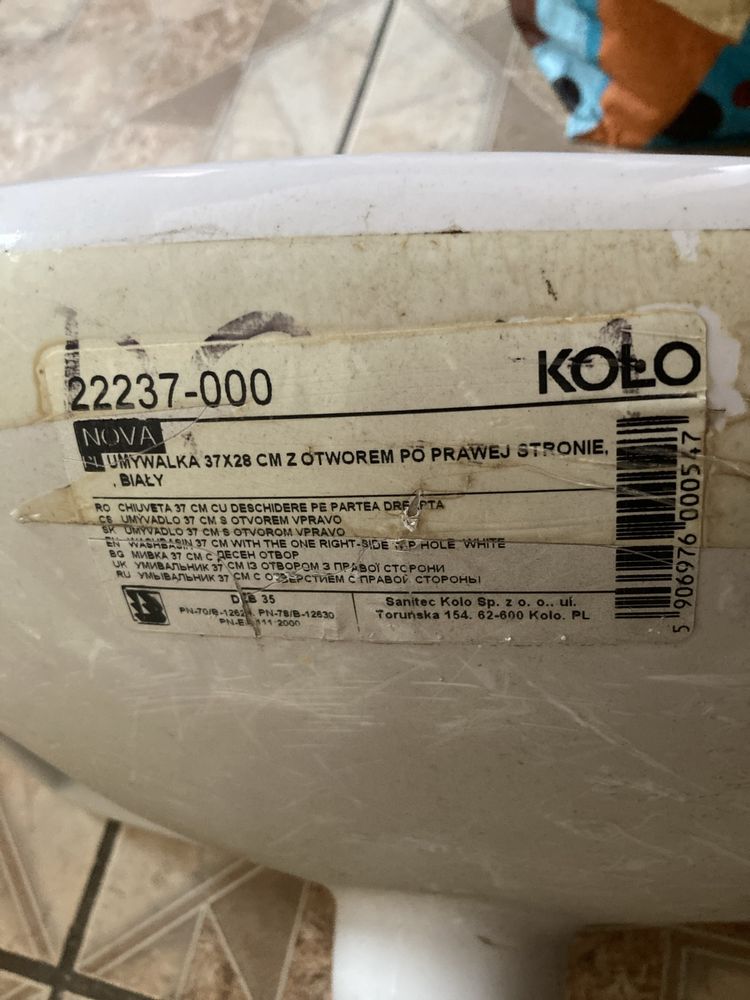 22237-000
KOŁO
NOVA
UMYWALKA 37X28 CM Z OTWOREM PO PRAWEJ STRONIE,
, BIAŁY
RO CHIUVETA 37 CM CU DESCHIDERE PE PARTEA
CS UMYVADLO 37 CM S OTVOREM VPRAVO
SK UMÝVADLO 37 CM S OTVOROM VPRAVO
EN WASHBASIN 37 CM WITH THE ONE RIGHT-SIDE HOLE WHITE
BG МИВКА 37 СМ С ДЕСЕН ОТВОР
UK УМИВАЛЬНИК 37 СМ ІЗ ОТВОРОМ З ПРАВОЇ СТОРОНИ
RU УМЫВАЛЬНИК 37 СМ С ОТВЕРСТИЕМ С ПРАВОЙ СТОРОНЫ
35
PN-78/B-12630
111:2000
Sanitec Kolo Sp. z o. o., ul.
Toruńska 154, 62-600 Koło, PL
5 906976 000547